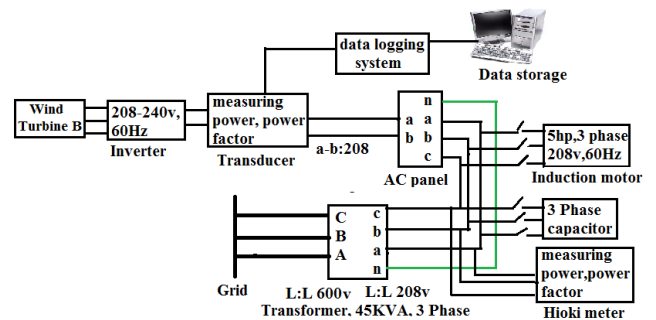 data logging
system
Data storage
Wind
Turbine B
208-240v,
60Hz
Inverter
measuring
power, power
factor
Transducer
a-b:208
a
b
n
a
b
c
AC panel
5hp,3 phase
208v,60Hz
Induction motor
3 Phase
capacitor
measuring
power,power
factor
Hioki meter
C
B
A
c
b
a
n
Grid
L:L 600v
L:L 208v
Transformer, 45KVA, 3 Phase